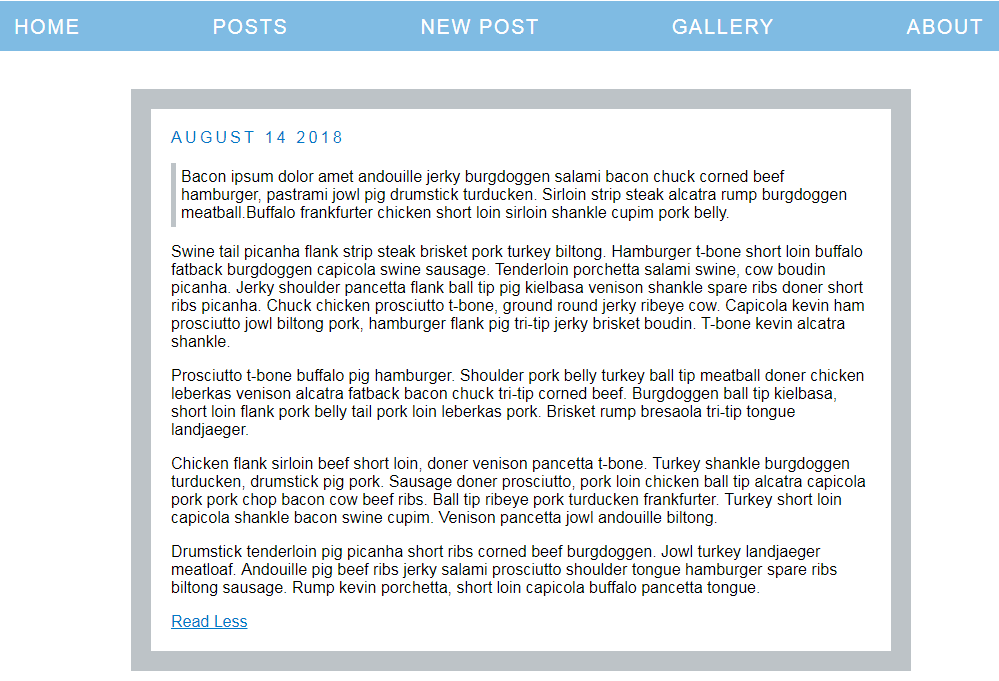 HOME POSTS NEW POST GALLERY ABOUT
AUGUST 14 2018
Bacon ipsum dolor amet andouille jerky burgdoggen salami bacon chuck corned beef
hamburger, pastrami jowl pig drumstick turducken. Sirloin strip steak alcatra rump burgdoggen
meatball.Buffalo frankfurter chicken short loin sirloin shankle cupim pork belly.
Swine tail picanha flank strip steak brisket pork turkey biltong. Hamburger t-bone short loin buffalo
fatback burgdoggen capicola swine sausage. Tenderloin porchetta salami swine, cow boudin
picanha. Jerky shoulder pancetta flank ball tip pig kielbasa venison shankle spare ribs doner short
ribs picanha. Chuck chicken prosciutto t-bone, ground round jerky ribeye cow. Capicola kevin ham
prosciutto jowl biltong pork, hamburger flank pig tri-tip jerky brisket boudin. T-bone kevin alcatra
shankle.
Prosciutto t-bone buffalo pig hamburger. Shoulder pork belly turkey ball tip meatball doner chicken
leberkas venison alcatra fatback bacon chuck tri-tip corned beef. Burgdoggen ball tip kielbasa,
short loin flank pork belly tail pork loin leberkas pork. Brisket rump bresaola tri-tip tongue
landjaeger.
Chicken flank sirloin beef short loin, doner venison pancetta t-bone. Turkey shankle burgdoggen
turducken, drumstick pig pork. Sausage doner prosciutto, pork loin chicken ball tip alcatra capicola
pork pork chop bacon cow beef ribs. Ball tip ribeye pork turducken frankfurter. Turkey short loin
capicola shankle bacon swine cupim. Venison pancetta jowl andouille biltong.
Drumstick tenderloin pig picanha short ribs corned beef burgdoggen. Jowl turkey landjaeger
meatloaf. Andouille pig beef ribs jerky salami prosciutto shoulder tongue hamburger spare ribs
biltong sausage. Rump kevin porchetta, short loin capicola buffalo pancetta tongue.
Read Less